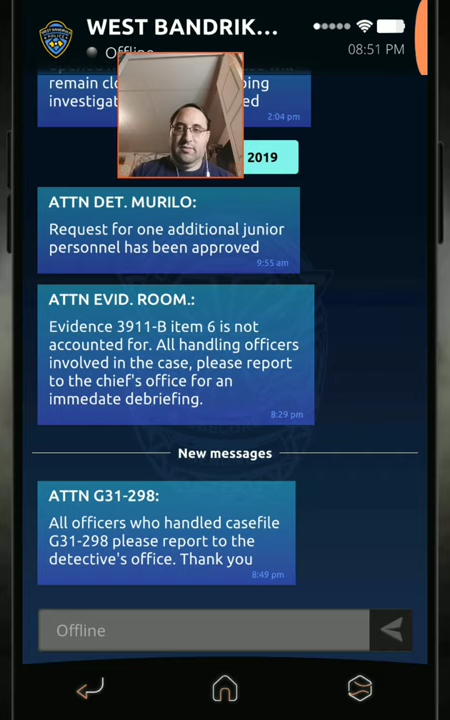 WEST BANDRIK...
Offline
08:51 PM
remain clo
investigat
2:04 pm
2019
ATTN DET. MURILO:
Request for one additional junior
personnel has been approved
9:55 am
ATTN EVID. ROOM.:
Evidence 3911-B item 6 is not
accounted for. All handling officers
involved in the case, please report
to the chief's office for an
immedate debriefing.
8:29 pm
New messages
ATTN G31-298:
All officers who handled casefile
G31-298 please report to the
detective's office. Thank you
8:49 pm
Offline